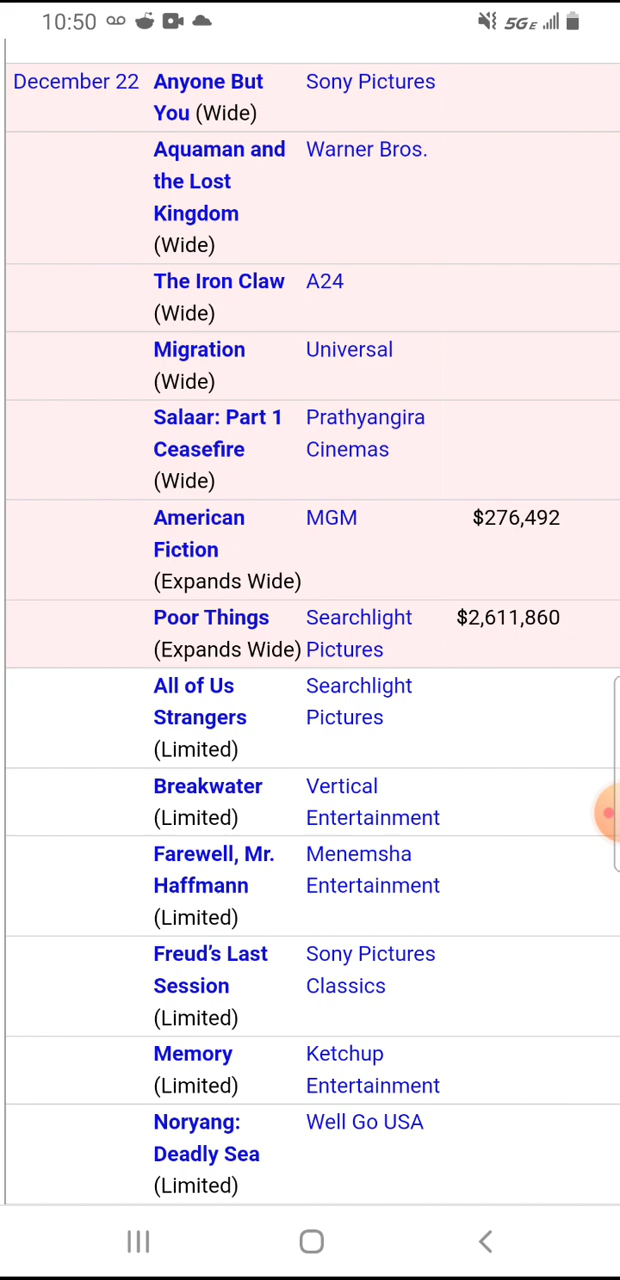 10:50
5GE
December 22 Anyone But Sony Pictures
You (Wide)
Aquaman and Warner Bros.
the Lost
Kingdom
(Wide)
The Iron Claw A24
(Wide)
Migration Universal
(Wide)
Salaar: Part 1 Prathyangira
Ceasefire Cinemas
(Wide)
American MGM $276,492
Fiction
(Expands Wide)
Poor Things Searchlight $2,611,860
(Expands Wide) Pictures
All of Us Searchlight
Strangers Pictures
(Limited)
Breakwater Vertical
(Limited) Entertainment
Farewell, Mr. Menemsha
Haffmann Entertainment
(Limited)
Freud's Last Sony Pictures
Session Classics
(Limited)
Memory Ketchup
(Limited) Entertainment
Noryang: Well Go USA
Deadly Sea
(Limited)